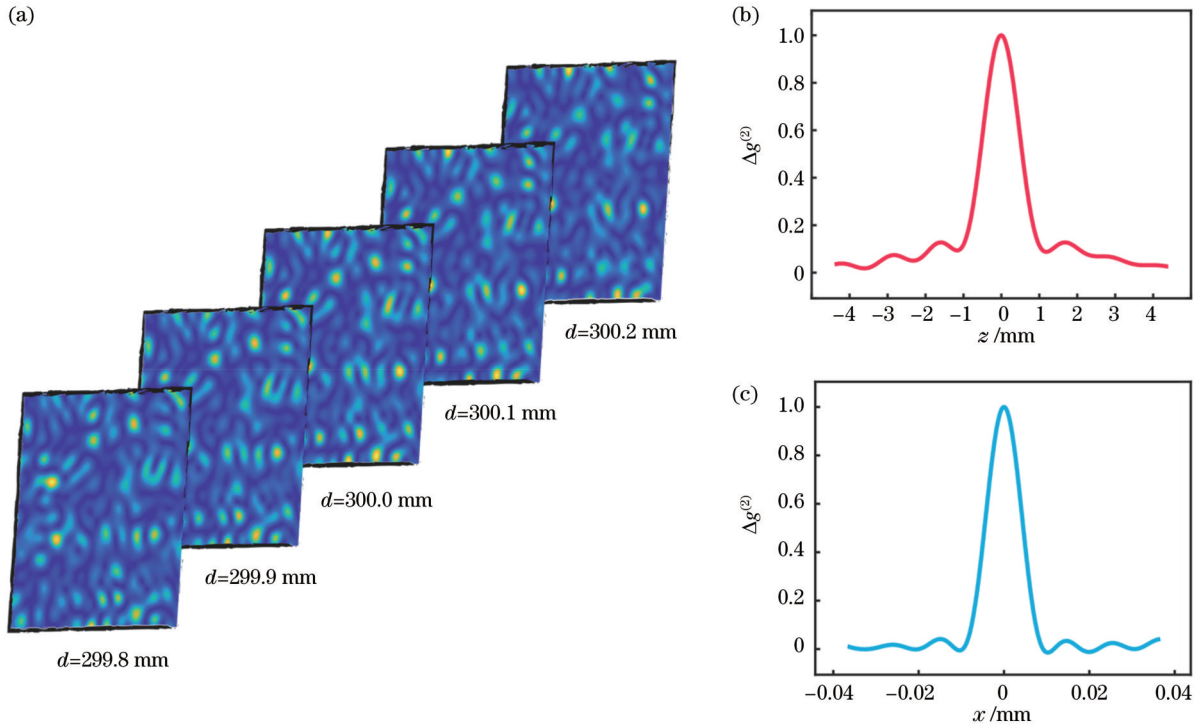 (a)
d=299.8 mm
d=299.9 mm
d=300.0 mm
d=300.1 mm
d=300.2 mm
(b)
Δg⁽²⁾
1.0
0.8
0.6
0.4
0.2
0
−4 −3 −2 −1 0 1 2 3 4
z /mm
(c)
Δg⁽²⁾
1.0
0.8
0.6
0.4
0.2
0
−0.04 −0.02 0 0.02 0.04
x /mm